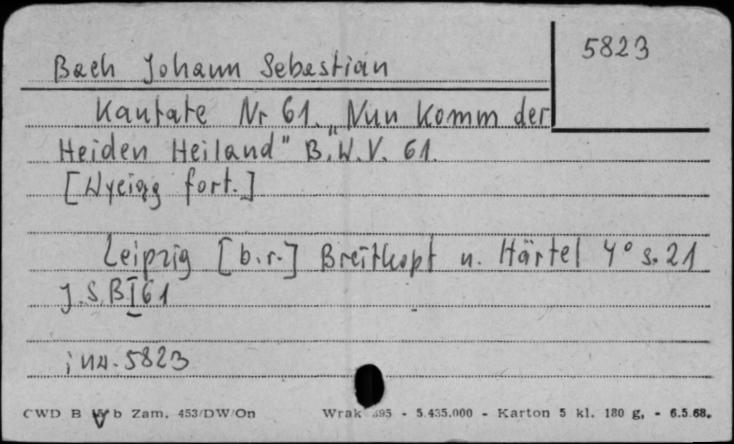 5823
Bach Johann Sebastian
Kantate Nr 61. „Nun komm der
Heiden Heiland" B.W.V. 61.
[Wyciąg fort.]
Leipzig [b.r.] Breitkopf u. Härtel 4° s. 21
J.S.B I 61
inw. 5823
CWD B b Zam. 453/DW/On Wrak 595 - 5.435.000 - Karton 5 kl. 180 g, - 6.5.68.